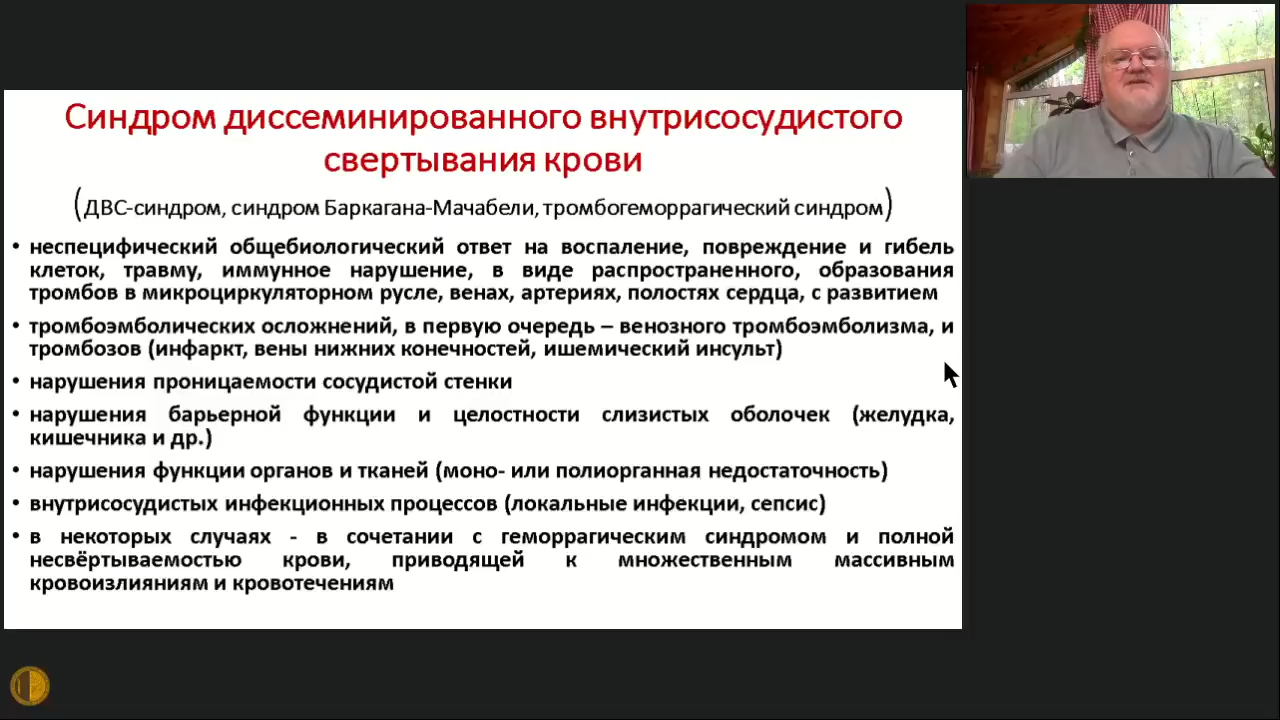 Синдром диссеминированного внутрисосудистого
свертывания крови
(ДВС-синдром, синдром Баркагана-Мачабели, тромбогеморрагический синдром)
• неспецифический общебиологический ответ на воспаление, повреждение и гибель
клеток, травму, иммунное нарушение, в виде распространенного, образования
тромбов в микроциркуляторном русле, венах, артериях, полостях сердца, с развитием
• тромбоэмболических осложнений, в первую очередь – венозного тромбоэмболизма, и
тромбозов (инфаркт, вены нижних конечностей, ишемический инсульт)
• нарушения проницаемости сосудистой стенки
• нарушения барьерной функции и целостности слизистых оболочек (желудка,
кишечника и др.)
• нарушения функции органов и тканей (моно- или полиорганная недостаточность)
• внутрисосудистых инфекционных процессов (локальные инфекции, сепсис)
• в некоторых случаях - в сочетании с геморрагическим синдромом и полной
несвёртываемостью крови, приводящей к множественным массивным
кровоизлияниям и кровотечениям